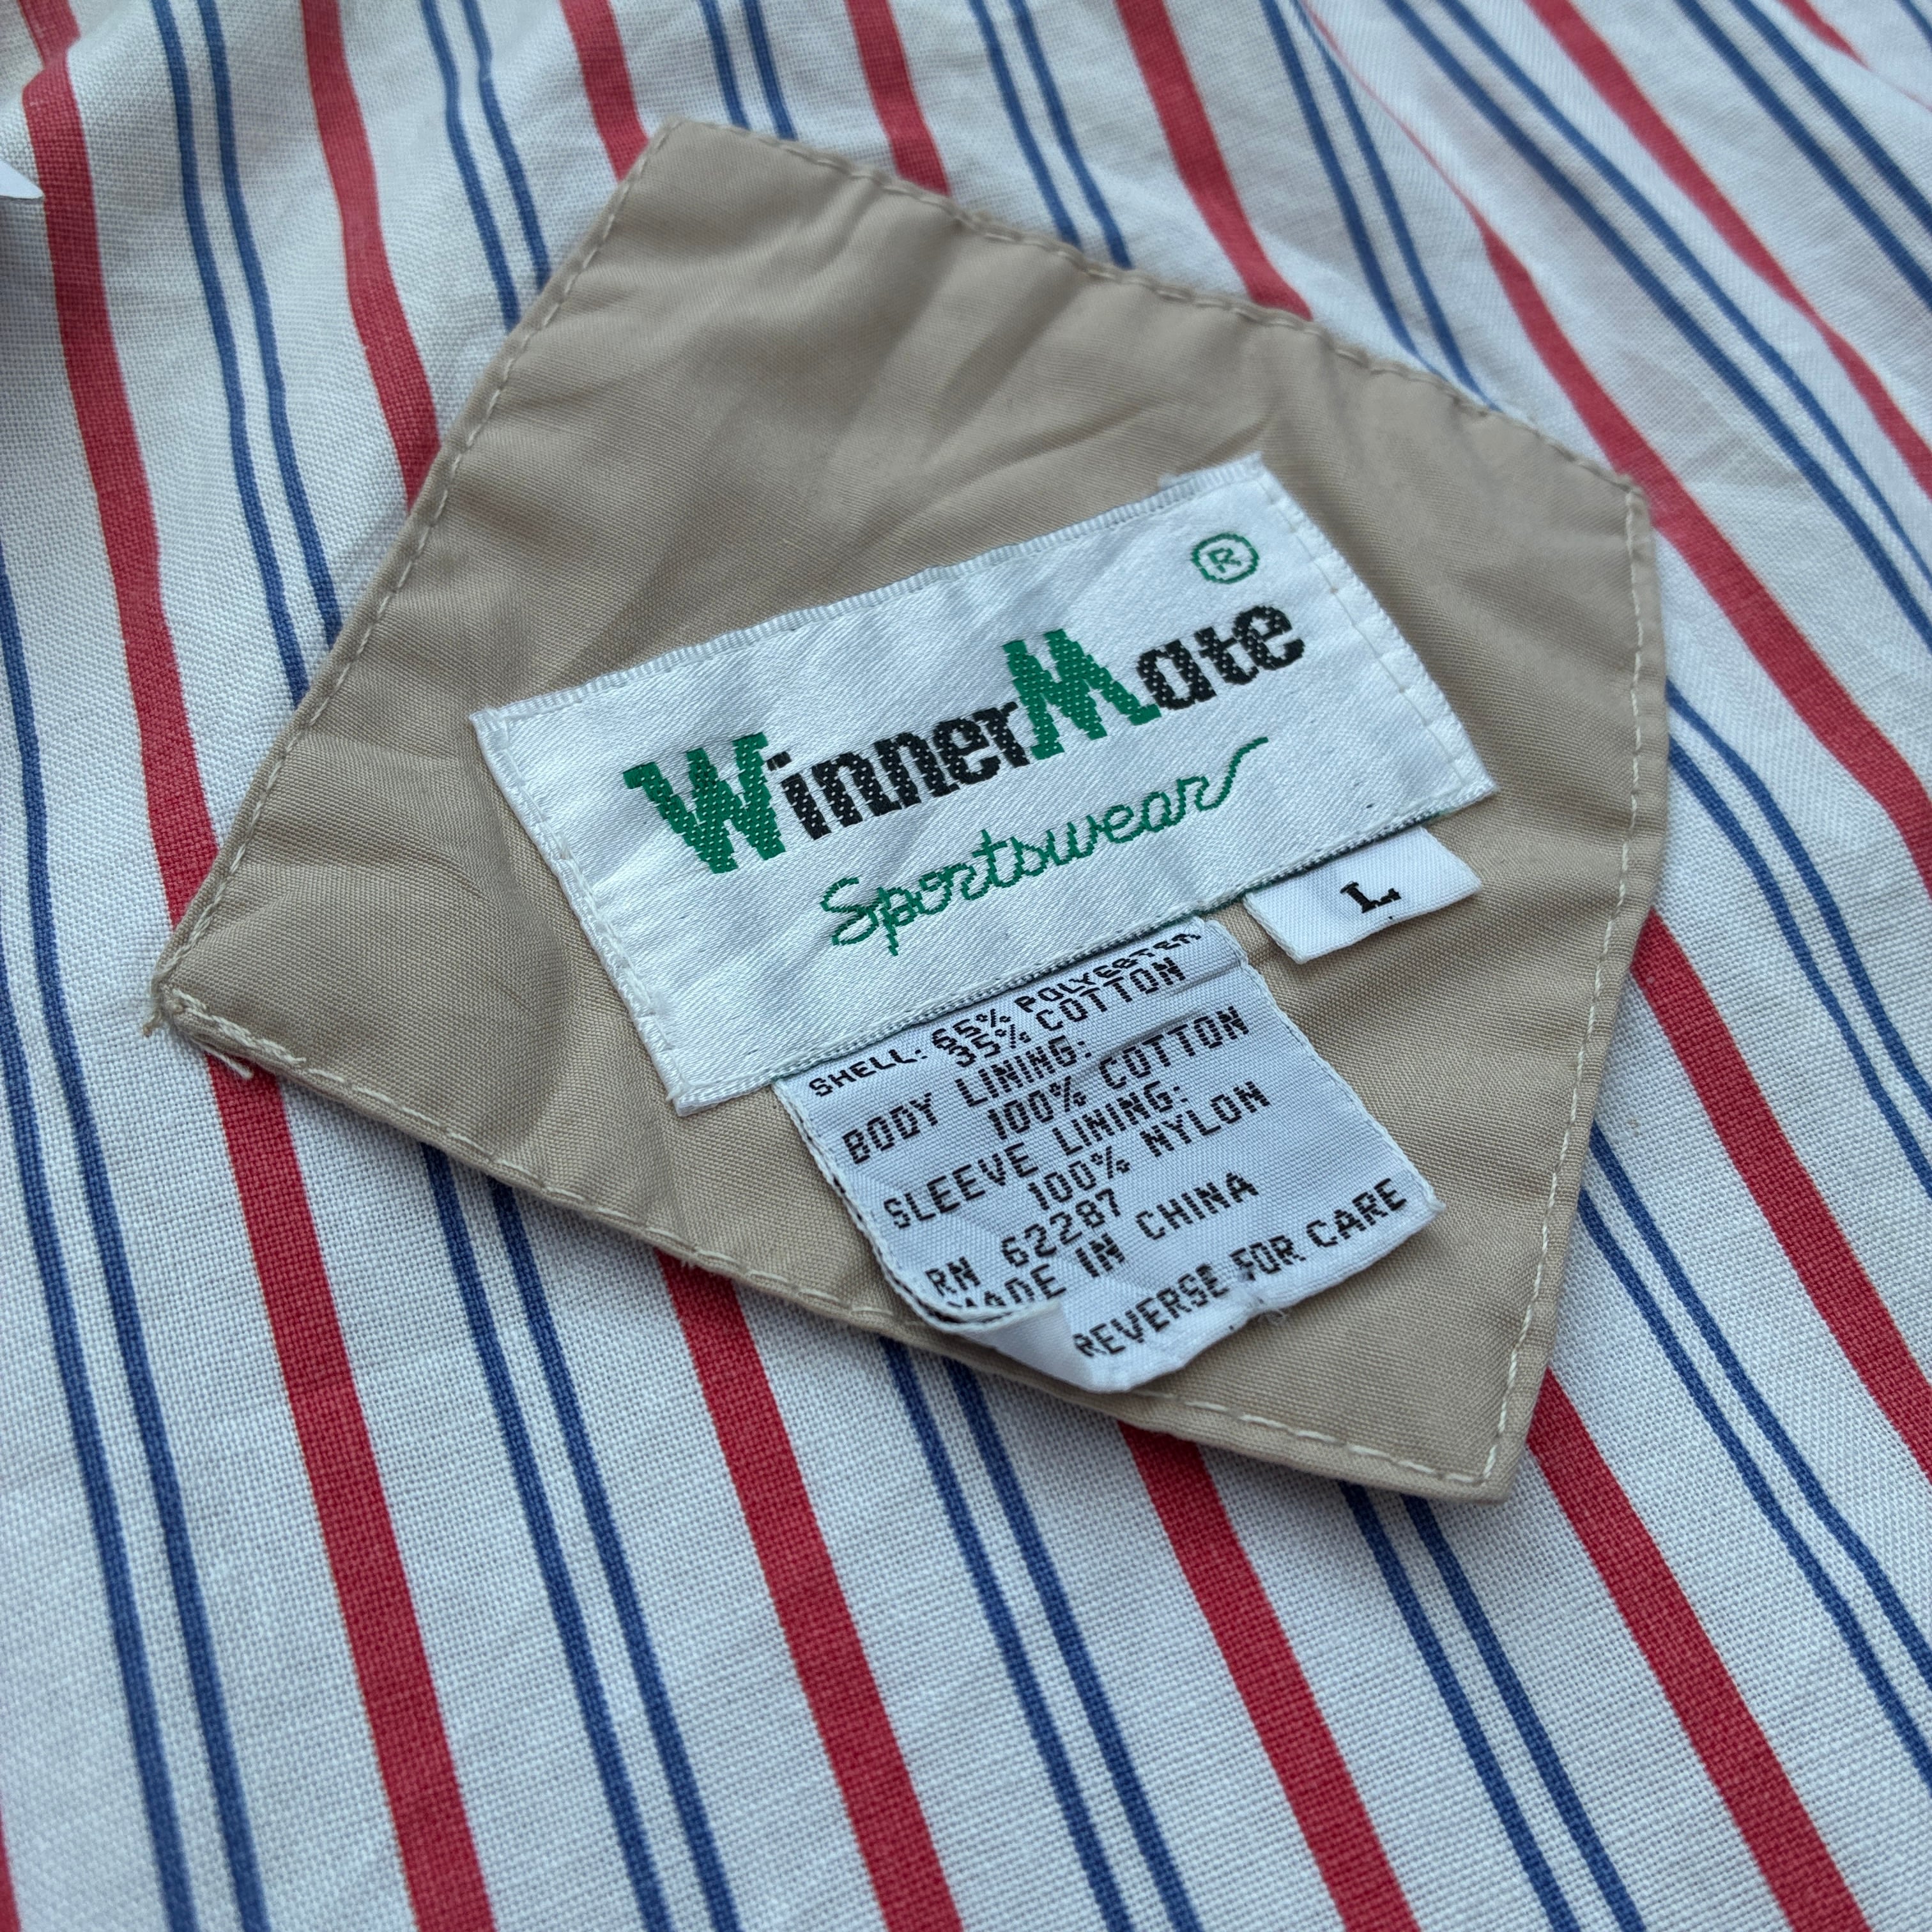 ®
WinnerMate
Sportswear
L
SHELL: 65% POLYESTER
35% COTTON
BODY LINING:
100% COTTON
SLEEVE LINING:
100% NYLON
RN 62287
MADE IN CHINA
REVERSE FOR CARE